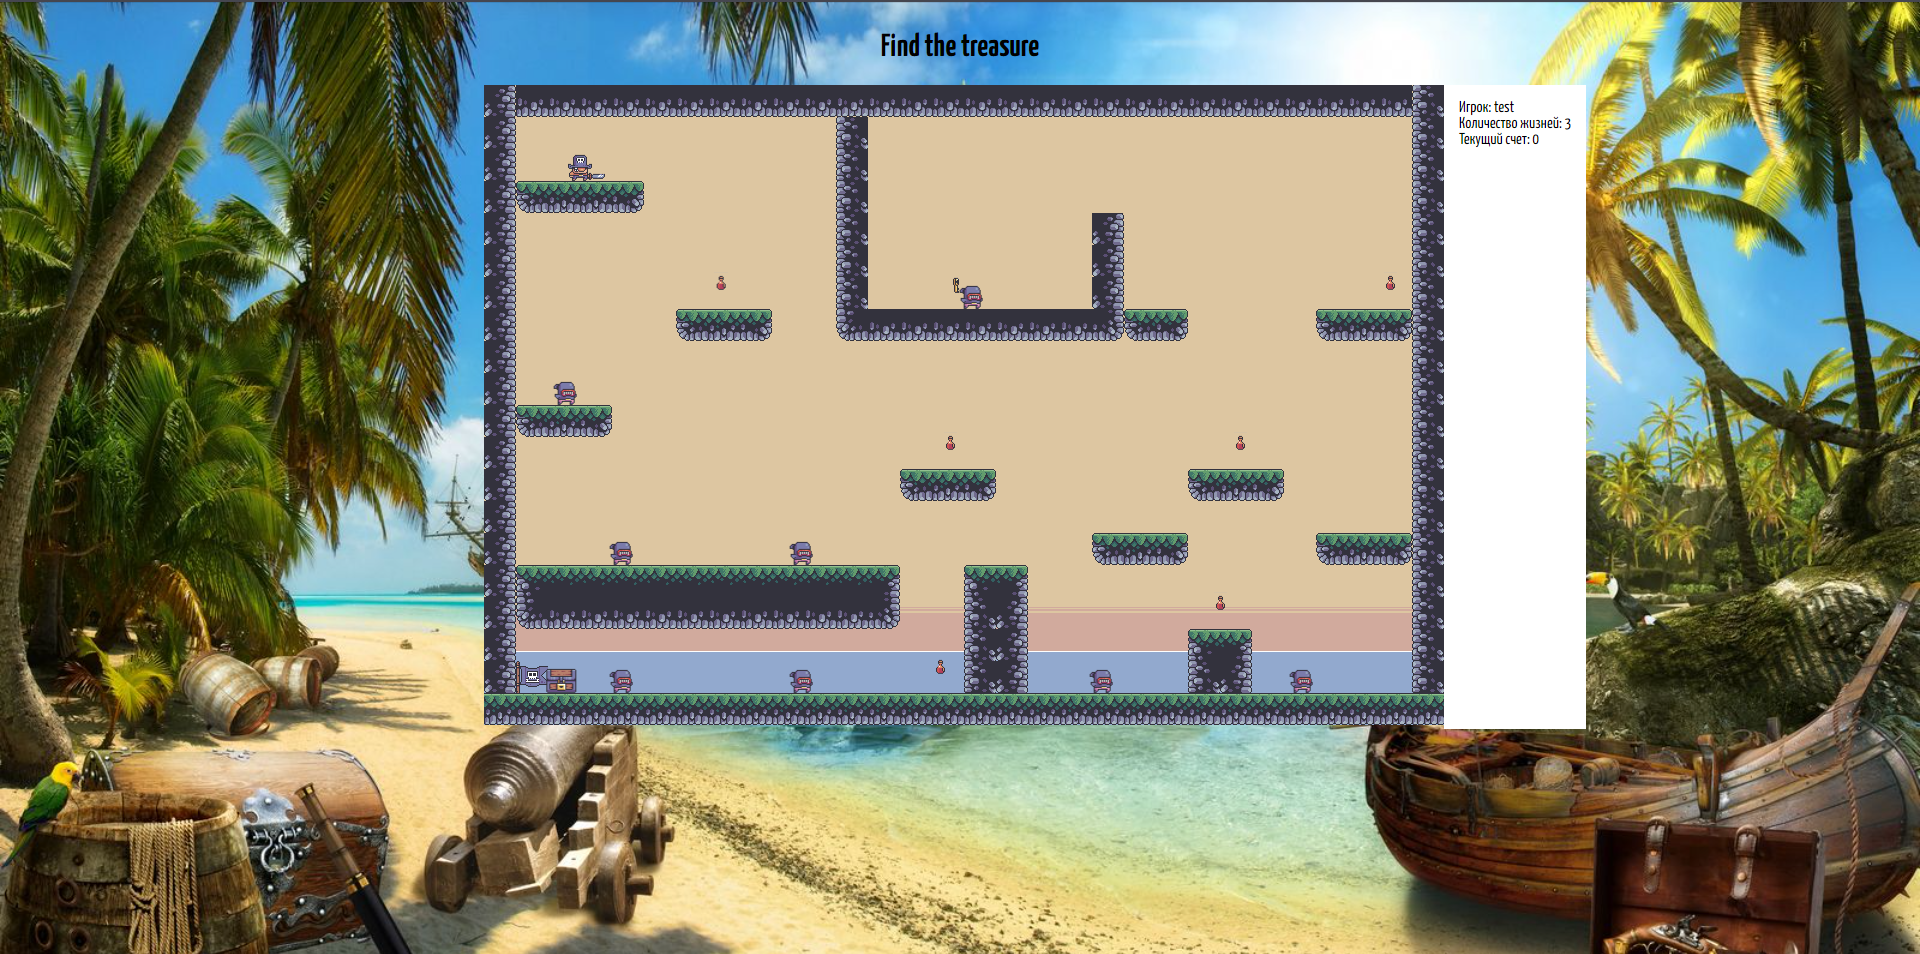 Find the treasure
Игрок: test
Количество жизней: 3
Текущий счет: 0